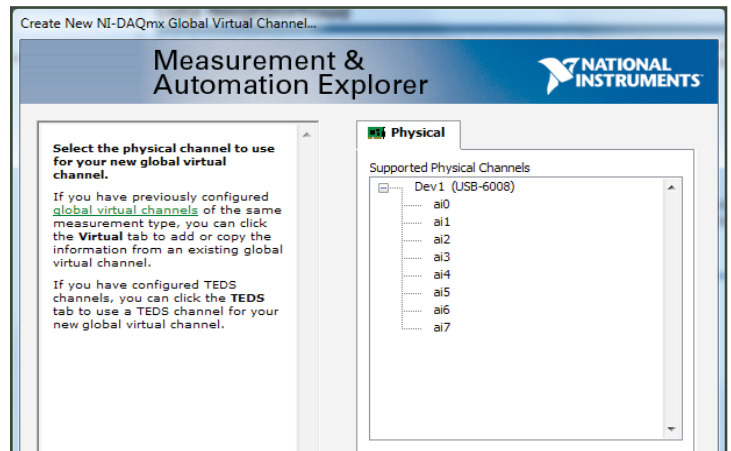 Create New NI-DAQmx Global Virtual Channel...
Measurement &
Automation Explorer
NATIONAL
INSTRUMENTS
Select the physical channel to use
for your new global virtual
channel.
If you have previously configured
global virtual channels of the same
measurement type, you can click
the Virtual tab to add or copy the
information from an existing global
virtual channel.
If you have configured TEDS
channels, you can click the TEDS
tab to use a TEDS channel for your
new global virtual channel.
Physical
Supported Physical Channels
Dev1 (USB-6008)
ai0
ai1
ai2
ai3
ai4
ai5
ai6
ai7